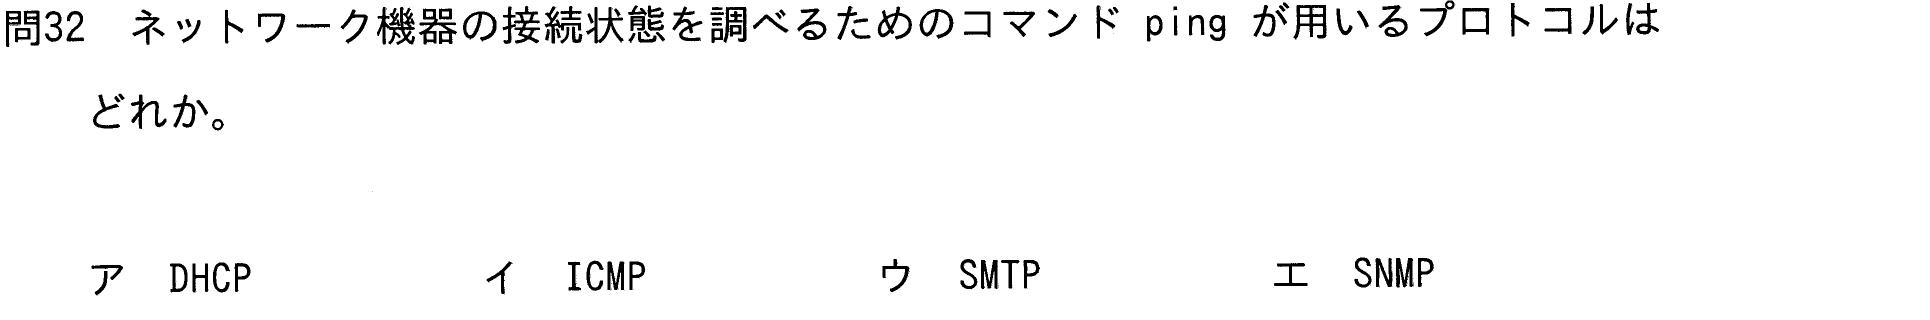 問32　ネットワーク機器の接続状態を調べるためのコマンド ping が用いるプロトコルは
どれか。
ア　DHCP　イ　ICMP　ウ　SMTP　エ　SNMP